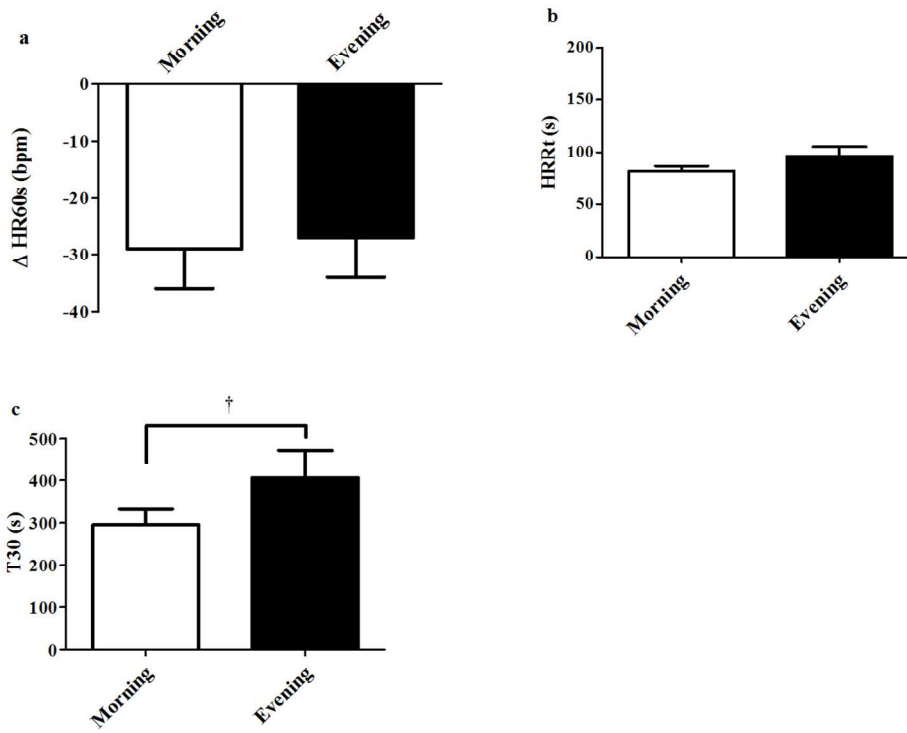 a
Morning
Evening
0
-10
-20
-30
-40
Δ HR60s (bpm)
b
200
150
100
50
0
HRRt (s)
Morning
Evening
c
†
500
400
300
200
100
0
T30 (s)
Morning
Evening